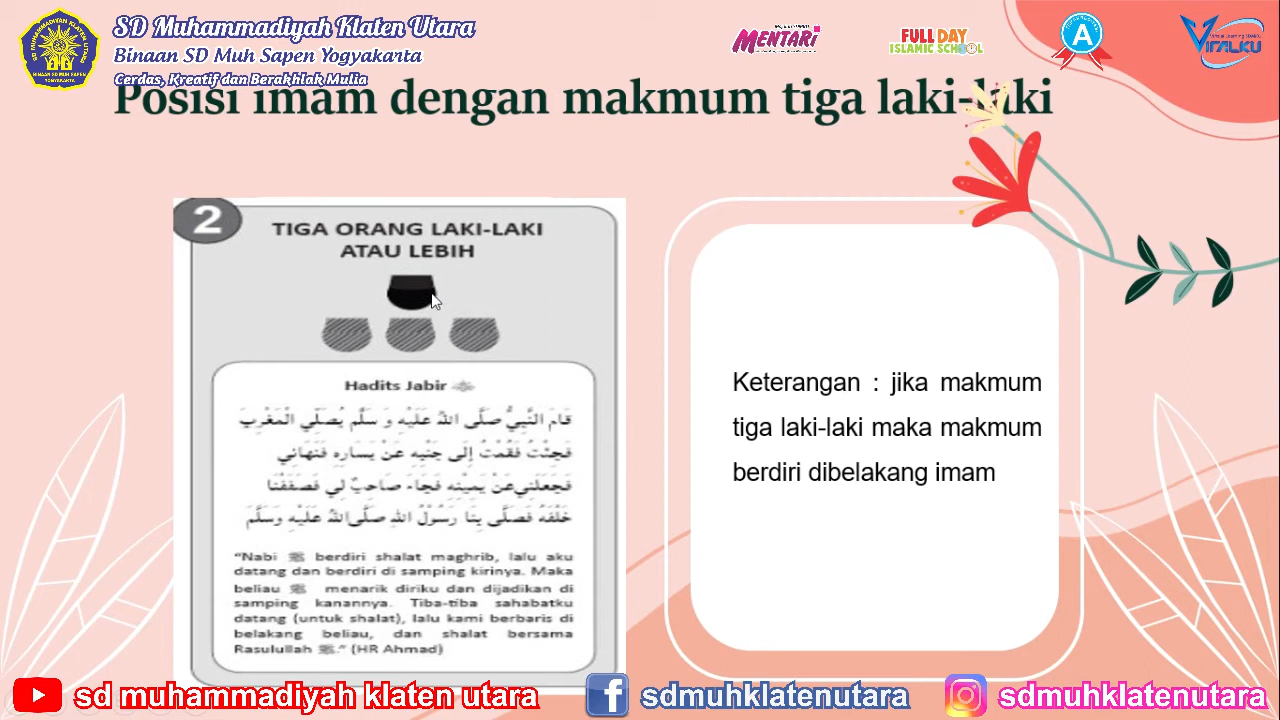 SD Muhammadiyah Klaten Utara
Binaan SD Muh Sapen Yogyakarta
Cerdas, Kreatif dan Berakhlak Mulia
MENTARI
FULL DAY
ISLAMIC SCHOOL
A
VIRALKU
Posisi imam dengan makmum tiga laki-laki
2
TIGA ORANG LAKI-LAKI
ATAU LEBIH
Hadits Jabir
قَامَ النَّبِيُّ صَلَّى اللهُ عَلَيْهِ وَ سَلَّم يُصَلِّي الْمَغْرِبَ
فَجِئْتُ فَقُمْتُ إِلَى جَنْبِهِ عَنْ يَسَارِهِ فَنَهَانِي
فَجَعَلَنِي عَنْ يَمِيْنِهِ فَجَاءَ صَاحِبٌ لِي فَصَفَفْنَا
خَلْفَهُ فَصَلَّى بِنَا رَسُوْلُ اللهِ صَلَّى اللهُ عَلَيْهِ وَسَلَّمَ
"Nabi ﷺ berdiri shalat maghrib, lalu aku
datang dan berdiri di samping kirinya. Maka
beliau ﷺ menarik diriku dan dijadikan di
samping kanannya. Tiba-tiba sahabatku
datang (untuk shalat), lalu kami berbaris di
belakang beliau, dan shalat bersama
Rasulullah ﷺ." (HR Ahmad)
Keterangan : jika makmum
tiga laki-laki maka makmum
berdiri dibelakang imam
sd muhammadiyah klaten utara
sdmuhklatenutara
sdmuhklatenutara